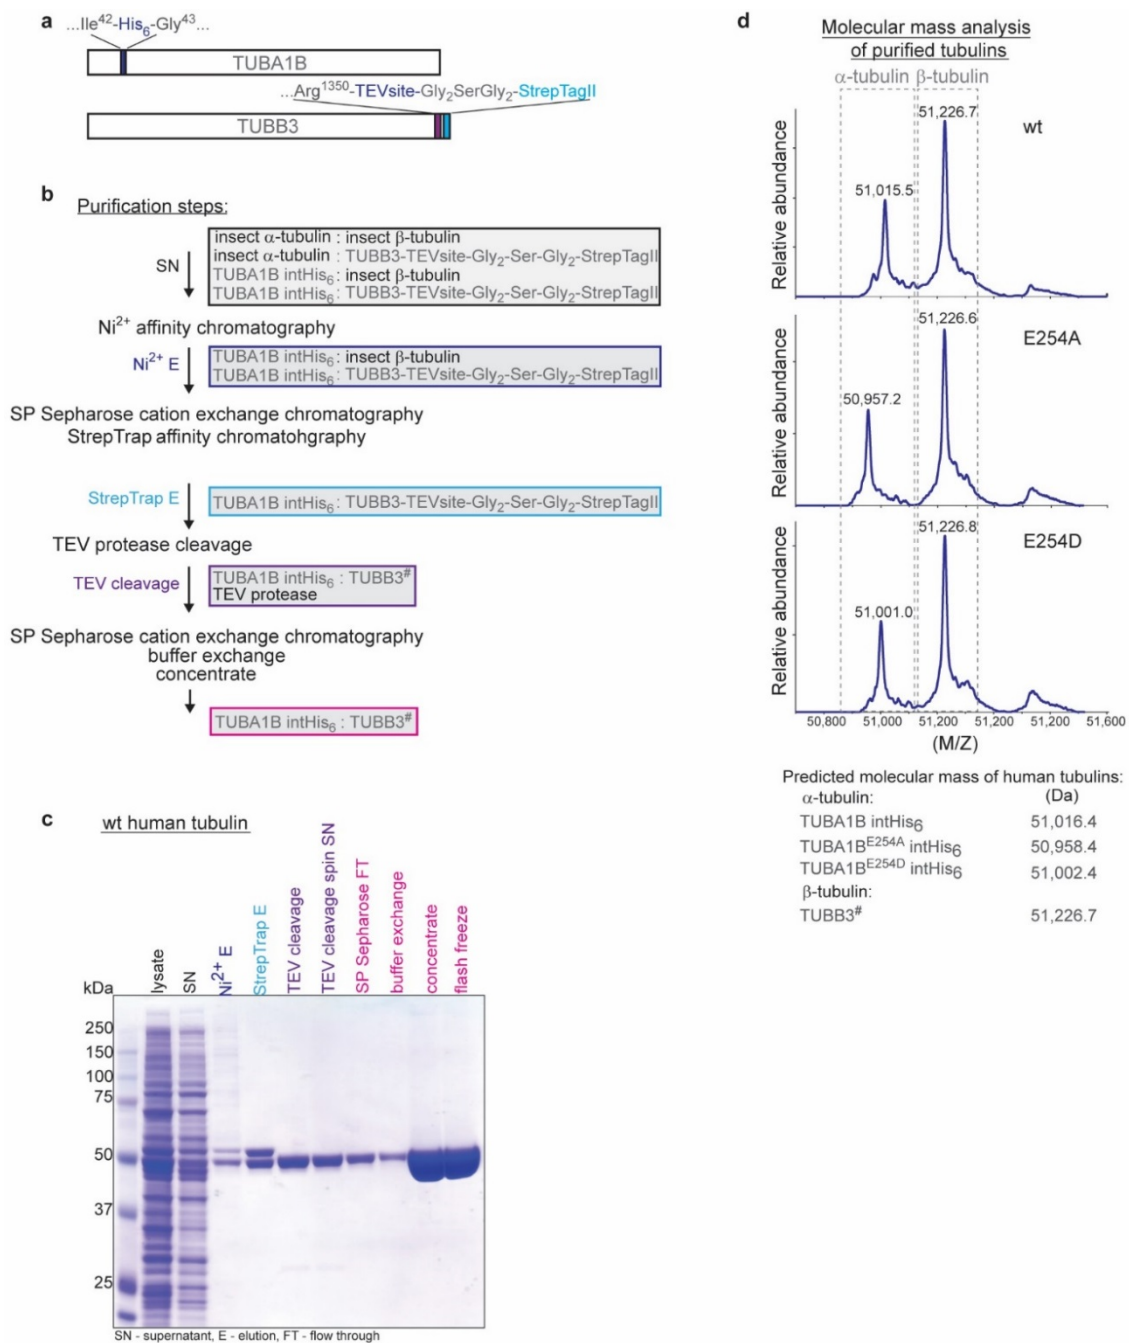 a
...Ile42-His6-Gly43...
TUBA1B
...Arg1350-TEVsite-Gly2SerGly2-StrepTagII
TUBB3
b
Purification steps:
SN
insect α-tubulin : insect β-tubulin
insect α-tubulin : TUBB3-TEVsite-Gly2-Ser-Gly2-StrepTagII
TUBA1B intHis6 : insect β-tubulin
TUBA1B intHis6 : TUBB3-TEVsite-Gly2-Ser-Gly2-StrepTagII
Ni2+ affinity chromatography
Ni2+ E
TUBA1B intHis6 : insect β-tubulin
TUBA1B intHis6 : TUBB3-TEVsite-Gly2-Ser-Gly2-StrepTagII
SP Sepharose cation exchange chromatography
StrepTrap affinity chromatohgraphy
StrepTrap E
TUBA1B intHis6 : TUBB3-TEVsite-Gly2-Ser-Gly2-StrepTagII
TEV protease cleavage
TEV cleavage
TUBA1B intHis6 : TUBB3#
TEV protease
SP Sepharose cation exchange chromatography
buffer exchange
concentrate
TUBA1B intHis6 : TUBB3#
c
wt human tubulin
kDa
lysate
SN
Ni2+ E
StrepTrap E
TEV cleavage
TEV cleavage spin SN
SP Sepharose FT
buffer exchange
concentrate
flash freeze
250
150
100
75
50
37
25
SN - supernatant, E - elution, FT - flow through
d
Molecular mass analysis
of purified tubulins
α-tubulin
β-tubulin
Relative abundance
51,015.5
51,226.7
wt
Relative abundance
50,957.2
51,226.6
E254A
Relative abundance
51,001.0
51,226.8
E254D
50,800
51,000
51,200
51,200
51,200
51,600
(M/Z)
Predicted molecular mass of human tubulins:
α-tubulin: (Da)
TUBA1B intHis6 51,016.4
TUBA1BE254A intHis6 50,958.4
TUBA1BE254D intHis6 51,002.4
β-tubulin:
TUBB3# 51,226.7